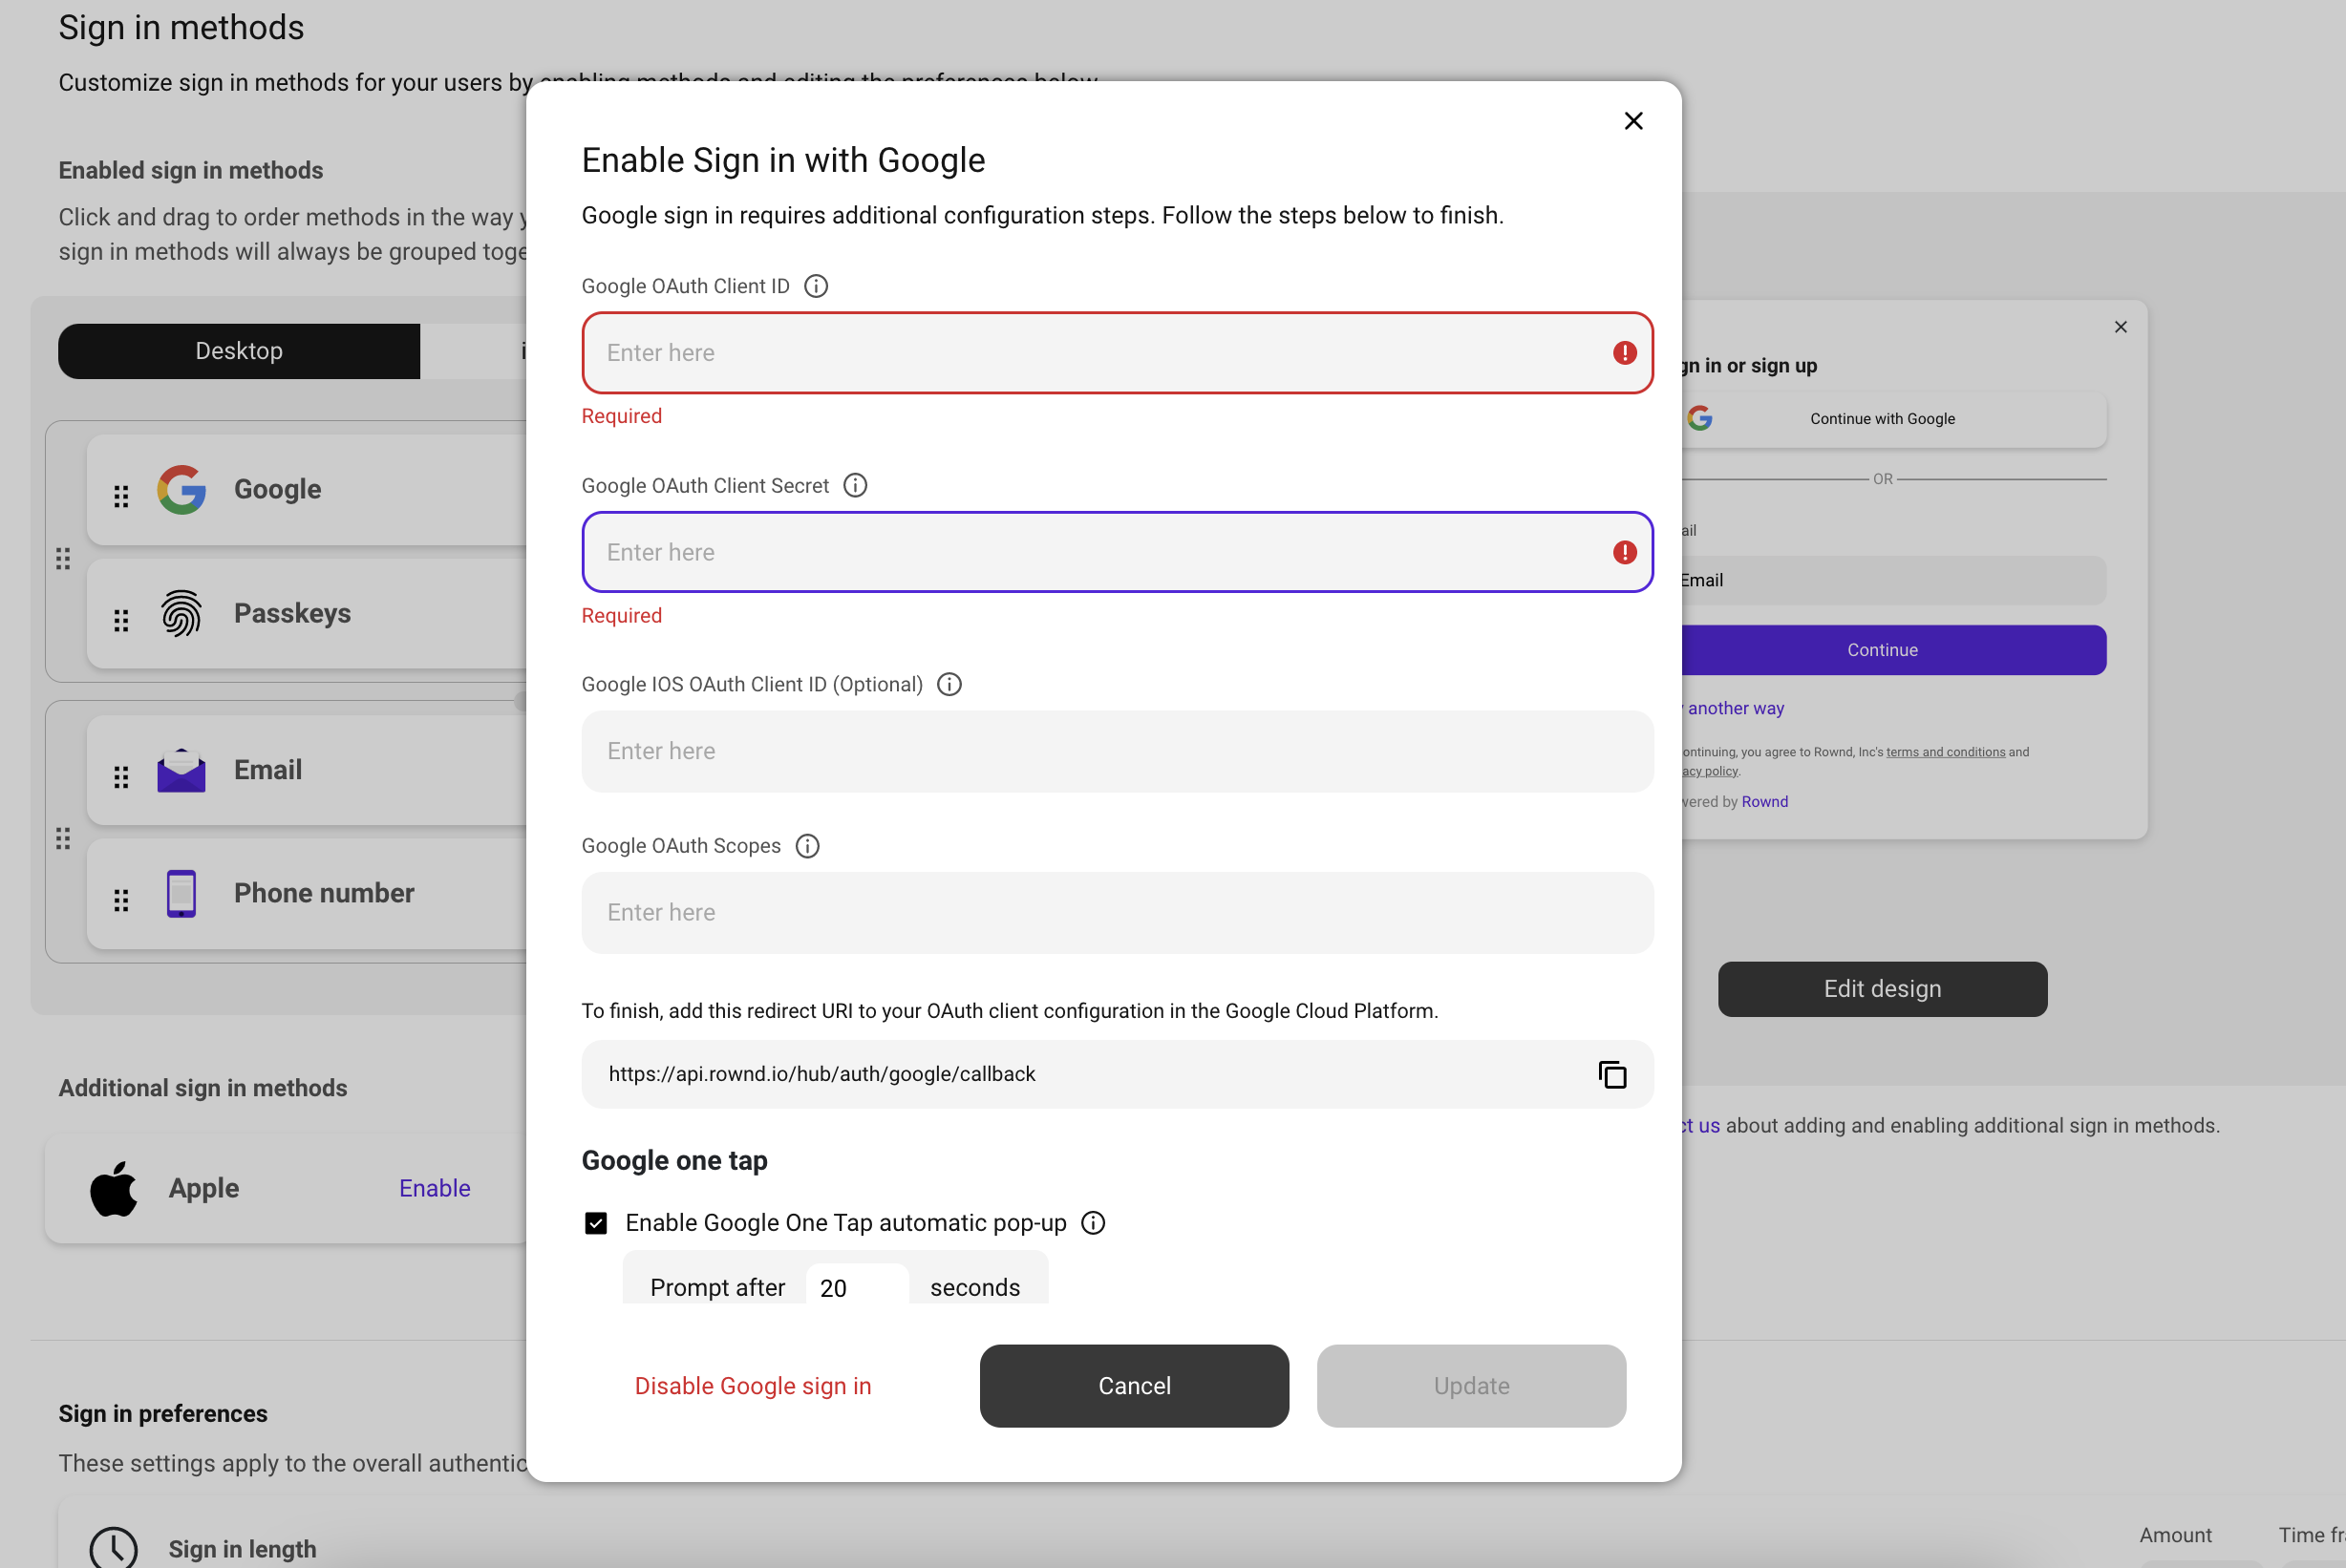 Sign in methods
Customize sign in methods for your users by enabling methods and editing the preferences below
Enabled sign in methods
Click and drag to order methods in the way
sign in methods will always be grouped toge
Desktop
Google
Passkeys
Email
Phone number
Additional sign in methods
Apple
Enable
Sign in preferences
These settings apply to the overall authentic
Sign in length
Enable Sign in with Google
Google sign in requires additional configuration steps. Follow the steps below to finish.
Google OAuth Client ID
Enter here
Required
Google OAuth Client Secret
Enter here
Required
Google IOS OAuth Client ID (Optional)
Enter here
Google OAuth Scopes
Enter here
To finish, add this redirect URI to your OAuth client configuration in the Google Cloud Platform.
https://api.rownd.io/hub/auth/google/callback
Google one tap
Enable Google One Tap automatic pop-up
Prompt after 20 seconds
Disable Google sign in
Cancel
Update
gn in or sign up
Continue with Google
OR
ail
Email
Continue
another way
ontinuing, you agree to Rownd, Inc's terms and conditions and
acy policy.
wered by Rownd
Edit design
ct us about adding and enabling additional sign in methods.
Amount
Time fr